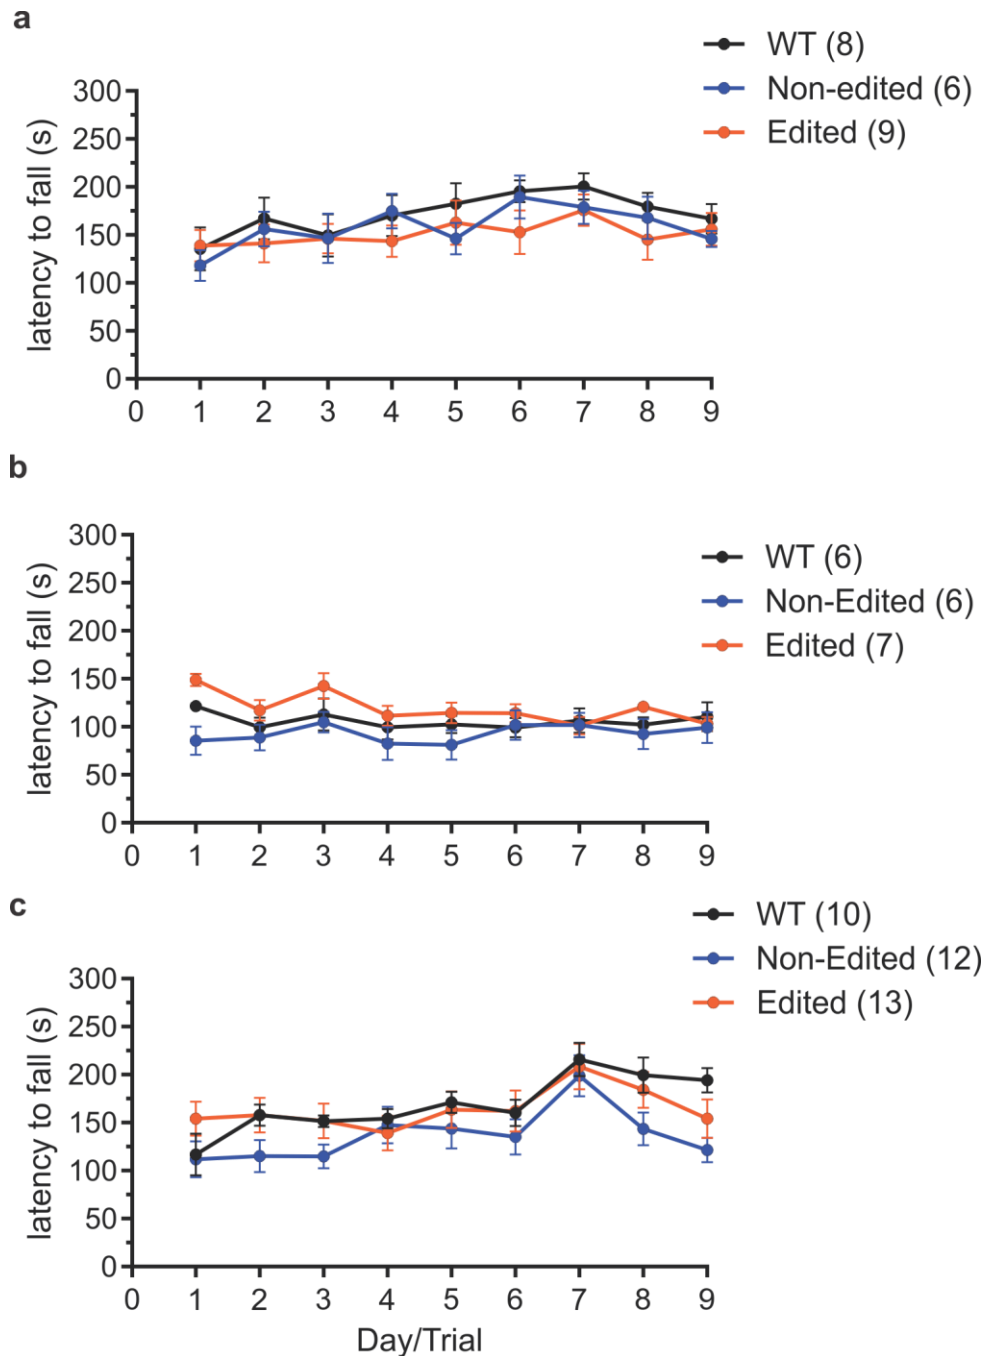 a
WT (8)
Non-edited (6)
Edited (9)
latency to fall (s)
300
250
200
150
100
50
0
0 1 2 3 4 5 6 7 8 9
b
WT (6)
Non-Edited (6)
Edited (7)
latency to fall (s)
300
250
200
150
100
50
0
0 1 2 3 4 5 6 7 8 9
c
WT (10)
Non-Edited (12)
Edited (13)
latency to fall (s)
300
250
200
150
100
50
0
0 1 2 3 4 5 6 7 8 9
Day/Trial